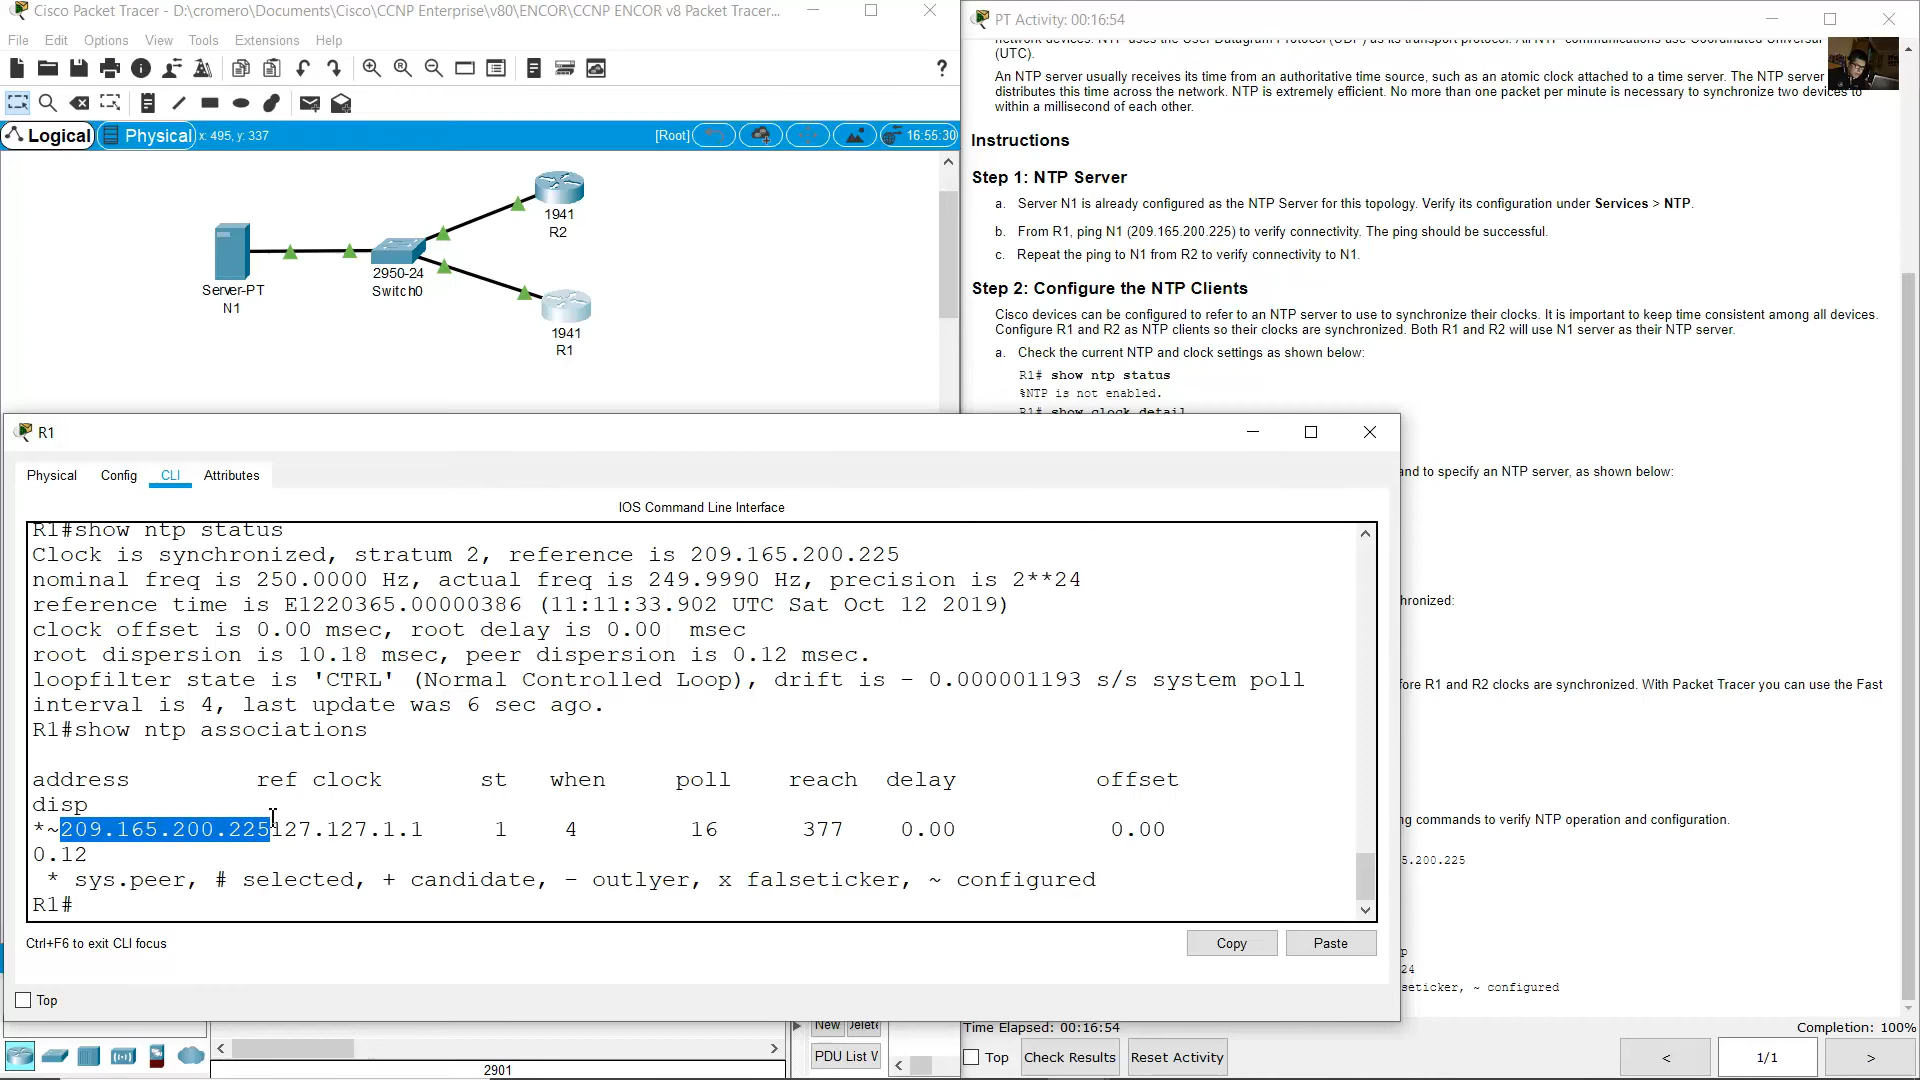 Cisco Packet Tracer - D:\cromero\Documents\Cisco\CCNP Enterprise\v80\ENCOR\CCNP ENCOR v8 Packet Tracer...
File Edit Options View Tools Extensions Help
Logical Physical x: 495, y: 337 [Root] 16:55:30
1941
R2
2950-24
Switch0
Server-PT
N1
1941
R1
PT Activity: 00:16:54
(UTC).
An NTP server usually receives its time from an authoritative time source, such as an atomic clock attached to a time server. The NTP server
distributes this time across the network. NTP is extremely efficient. No more than one packet per minute is necessary to synchronize two devices to
within a millisecond of each other.
Instructions
Step 1: NTP Server
a. Server N1 is already configured as the NTP Server for this topology. Verify its configuration under Services > NTP.
b. From R1, ping N1 (209.165.200.225) to verify connectivity. The ping should be successful.
c. Repeat the ping to N1 from R2 to verify connectivity to N1.
Step 2: Configure the NTP Clients
Cisco devices can be configured to refer to an NTP server to use to synchronize their clocks. It is important to keep time consistent among all devices.
Configure R1 and R2 as NTP clients so their clocks are synchronized. Both R1 and R2 will use N1 server as their NTP server.
a. Check the current NTP and clock settings as shown below:
R1# show ntp status
%NTP is not enabled.
R1# show clock detail
and to specify an NTP server, as shown below:
hronized:
fore R1 and R2 clocks are synchronized. With Packet Tracer you can use the Fast
ng commands to verify NTP operation and configuration.
5.200.225
p
24
seticker, ~ configured
R1
Physical Config CLI Attributes
IOS Command Line Interface
R1#show ntp status
Clock is synchronized, stratum 2, reference is 209.165.200.225
nominal freq is 250.0000 Hz, actual freq is 249.9990 Hz, precision is 2**24
reference time is E1220365.00000386 (11:11:33.902 UTC Sat Oct 12 2019)
clock offset is 0.00 msec, root delay is 0.00 msec
root dispersion is 10.18 msec, peer dispersion is 0.12 msec.
loopfilter state is 'CTRL' (Normal Controlled Loop), drift is - 0.000001193 s/s system poll
interval is 4, last update was 6 sec ago.
R1#show ntp associations
address ref clock st when poll reach delay offset
disp
*~209.165.200.225127.127.1.1 1 4 16 377 0.00 0.00
0.12
* sys.peer, # selected, + candidate, - outlyer, x falseticker, ~ configured
R1#
Ctrl+F6 to exit CLI focus
Copy Paste
Top
New
PDU List
2901
Time Elapsed: 00:16:54 Completion: 100%
Top Check Results Reset Activity < 1/1 >